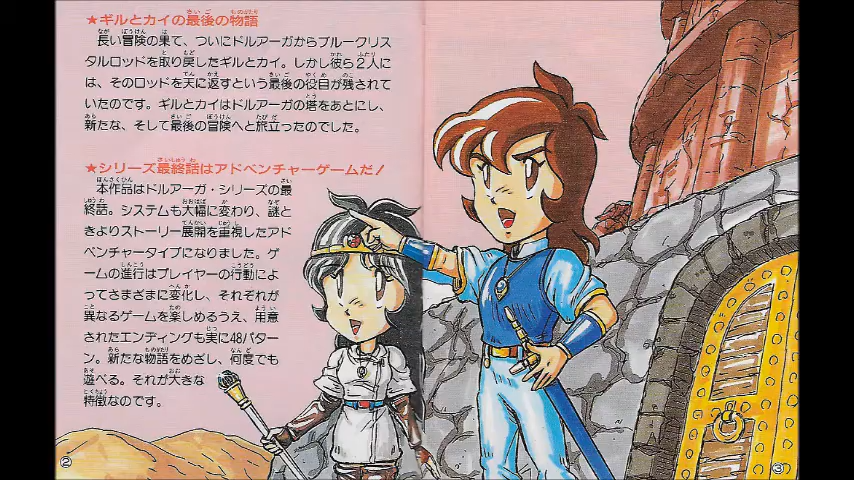 ★ギルとカイの最後の物語
長い冒険の果て、ついにドルアーガからブルークリス
タルロッドを取り戻したギルとカイ。しかし彼ら2人に
は、そのロッドを天に返すという最後の役目が残されて
いたのです。ギルとカイはドルアーガの塔をあとにし、
新たな、そして最後の冒険へと旅立ったのでした。
★シリーズ最終話はアドベンチャーゲームだ!
本作品はドルアーガ・シリーズの最
終話。システムも大幅に変わり、謎と
きよりストーリー展開を重視したアド
ベンチャータイプになりました。ゲ
ームの進行はプレイヤーの行動によ
ってさまざまに変化し、それぞれが
異なるゲームを楽しめるうえ、用意
されたエンディングも実に48パター
ン。新たな物語をめざし、何度でも
遊べる。それが大きな
特徴なのです。
②
③